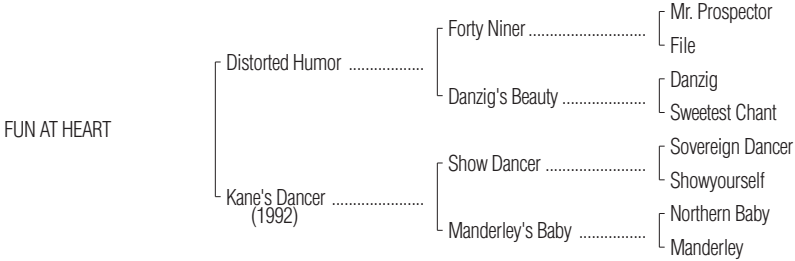 Mr. Prospector
Forty Niner ............................
File
Distorted Humor ..................
Danzig
Danzig's Beauty ....................
Sweetest Chant
FUN AT HEART
Sovereign Dancer
Show Dancer ........................
Showyourself
Kane's Dancer ......................
(1992)
Northern Baby
Manderley's Baby ................
Manderley